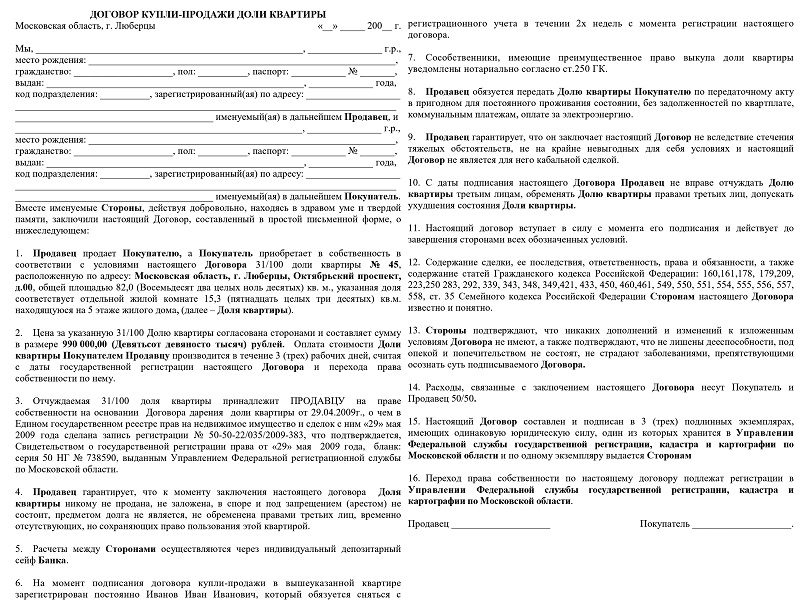 ДОГОВОР КУПЛИ-ПРОДАЖИ ДОЛИ КВАРТИРЫ
Московская область, г. Люберцы «__» _____ 200__ г.
Мы, ______________________________, _______________ г.р.,
место рождения: ______________________________,
гражданство: __________, пол: __________, паспорт: __________ № _______,
выдан: ______________________________, __________ года,
код подразделения: __________, зарегистрированный(ая) по адресу: _______________
______________________________
______________________________ именуемый(ая) в дальнейшем Продавец, и
______________________________, _______________ г.р.,
место рождения: ______________________________,
гражданство: __________, пол: __________, паспорт: __________ № _______,
выдан: ______________________________, __________ года,
код подразделения: __________, зарегистрированный(ая) по адресу: _______________
______________________________
______________________________ именуемый(ая) в дальнейшем Покупатель.
Вместе именуемые Стороны, действуя добровольно, находясь в здравом уме и твердой
памяти, заключили настоящий Договор, составленный в простой письменной форме, о
нижеследующем:
1. Продавец продает Покупателю, а Покупатель приобретает в собственность в
соответствии с условиями настоящего Договора 31/100 доли квартиры № 45,
расположенную по адресу: Московская область, г. Люберцы, Октябрьский проспект,
д.00, общей площадью 82,0 (Восемьдесят два целых ноль десятых) кв. м., указанная доля
соответствует отдельной жилой комнате 15,3 (пятнадцать целых три десятых) кв.м.
находящуюся на 5 этаже жилого дома, (далее – Доля квартиры).
2. Цена за указанную 31/100 Долю квартиры согласована сторонами и составляет сумму
в размере 990 000,00 (Девятьсот девяносто тысяч) рублей. Оплата стоимости Доли
квартиры Покупателем Продавцу производится в течение 3 (трех) рабочих дней, считая
с даты государственной регистрации настоящего Договора и перехода права
собственности по нему.
3. Отчуждаемая 31/100 доля квартиры принадлежит ПРОДАВЦУ на праве
собственности на основании Договора дарения доли квартиры от 29.04.2009г., о чем в
Едином государственном реестре прав на недвижимое имущество и сделок с ним «29» мая
2009 года сделана запись регистрации № 50-50-22/035/2009-383, что подтверждается,
Свидетельством о государственной регистрации права от «29» мая 2009 года, бланк:
серия 50 НГ № 738590, выданным Управлением Федеральной регистрационной службы
по Московской области.
4. Продавец гарантирует, что к моменту заключения настоящего договора Доля
квартиры никому не продана, не заложена, в споре и под запрещением (арестом) не
состоит, предметом долга не является, не обременена правами третьих лиц, временно
отсутствующих, но сохраняющих право пользования этой квартирой.
5. Расчеты между Сторонами осуществляются через индивидуальный депозитарный
сейф Банка.
6. На момент подписания договора купли-продажи в вышеуказанной квартире
зарегистрирован постоянно Иванов Иван Иванович, который обязуется сняться с
регистрационного учета в течении 2х недель с момента регистрации настоящего
договора.
7. Сособственники, имеющие преимущественное право выкупа доли квартиры
уведомлены нотариально согласно ст.250 ГК.
8. Продавец обязуется передать Долю квартиры Покупателю по передаточному акту
в пригодном для постоянного проживания состоянии, без задолженностей по квартплате,
коммунальным платежам, оплате за электроэнергию.
9. Продавец гарантирует, что он заключает настоящий Договор не вследствие стечения
тяжелых обстоятельств, не на крайне невыгодных для себя условиях и настоящий
Договор не является для него кабальной сделкой.
10. С даты подписания настоящего Договора Продавец не вправе отчуждать Долю
квартиры третьим лицам, обременять Долю квартиры правами третьих лиц, допускать
ухудшения состояния Доли квартиры.
11. Настоящий договор вступает в силу с момента его подписания и действует до
завершения сторонами всех обозначенных условий.
12. Содержание сделки, ее последствия, ответственность, права и обязанности, а также
содержание статей Гражданского кодекса Российской Федерации: 160,161,178, 179,209,
223,250 283, 292, 339, 343, 348, 349,421, 433, 450, 460,461, 549, 550, 551, 554, 555, 556, 557,
558, ст. 35 Семейного кодекса Российской Федерации Сторонам настоящего Договора
известно и понятно.
13. Стороны подтверждают, что никаких дополнений и изменений к изложенным
условиям Договора не имеют, а также подтверждают, что не лишены дееспособности, под
опекой и попечительством не состоят, не страдают заболеваниями, препятствующими
осознать суть подписываемого Договора.
14. Расходы, связанные с заключением настоящего Договора несут Покупатель и
Продавец 50/50.
15. Настоящий Договор составлен и подписан в 3 (трех) подлинных экземплярах,
имеющих одинаковую юридическую силу, один из которых хранится в Управлении
Федеральной службы государственной регистрации, кадастра и картографии по
Московской области и по одному экземпляру выдается Сторонам
16. Переход права собственности по настоящему договору подлежат регистрации в
Управлении Федеральной службы государственной регистрации, кадастра и
картографии по Московской области.
Продавец ____________________ Покупатель ____________________.